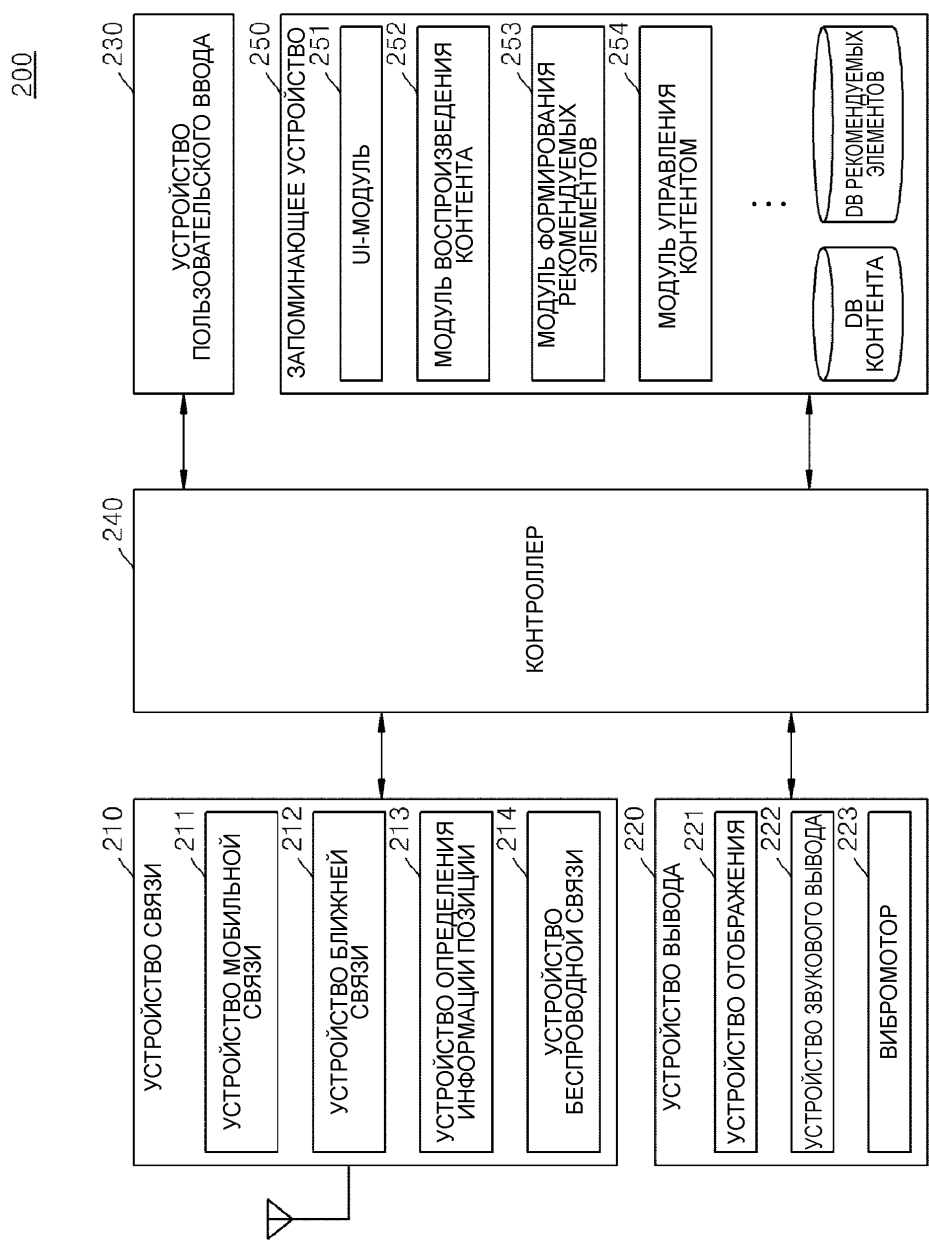 200
210
УСТРОЙСТВО СВЯЗИ
211
УСТРОЙСТВО МОБИЛЬНОЙ
СВЯЗИ
212
УСТРОЙСТВО БЛИЖНЕЙ
СВЯЗИ
213
УСТРОЙСТВО ОПРЕДЕЛЕНИЯ
ИНФОРМАЦИИ ПОЗИЦИИ
214
УСТРОЙСТВО
БЕСПРОВОДНОЙ СВЯЗИ
220
УСТРОЙСТВО ВЫВОДА
221
УСТРОЙСТВО ОТОБРАЖЕНИЯ
222
УСТРОЙСТВО ЗВУКОВОГО ВЫВОДА
223
ВИБРОМОТОР
240
КОНТРОЛЛЕР
230
УСТРОЙСТВО
ПОЛЬЗОВАТЕЛЬСКОГО ВВОДА
250
ЗАПОМИНАЮЩЕЕ УСТРОЙСТВО
251
UI-МОДУЛЬ
252
МОДУЛЬ ВОСПРОИЗВЕДЕНИЯ
КОНТЕНТА
253
МОДУЛЬ ФОРМИРОВАНИЯ
РЕКОМЕНДУЕМЫХ
ЭЛЕМЕНТОВ
254
МОДУЛЬ УПРАВЛЕНИЯ
КОНТЕНТОМ
...
DB
КОНТЕНТА
DB РЕКОМЕНДУЕМЫХ
ЭЛЕМЕНТОВ